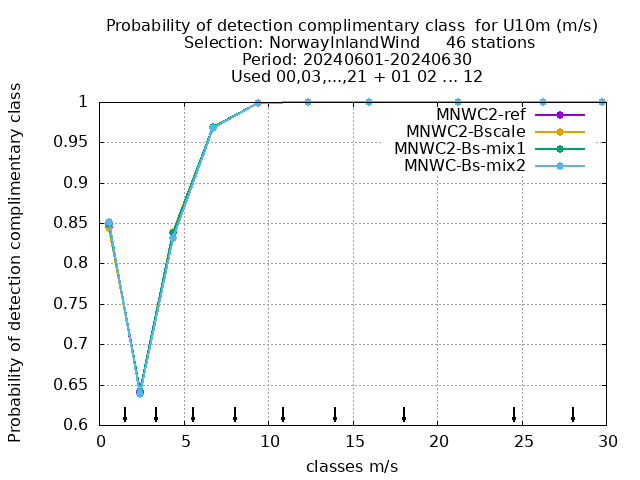 Probability of detection complimentary class  for U10m (m/s)
Selection: NorwayInlandWind     46 stations
Period: 20240601-20240630
Used 00,03,...,21 + 01 02 ... 12
Probability of detection complimentary class
1
0.95
0.9
0.85
0.8
0.75
0.7
0.65
0.6
MNWC2-ref
MNWC2-Bscale
MNWC2-Bs-mix1
MNWC-Bs-mix2
0 5 10 15 20 25 30
classes m/s